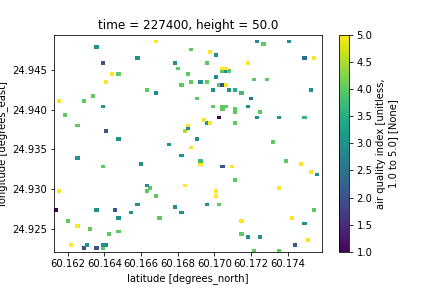 time = 227400, height = 50.0
longitude [degrees_east]
24.945
24.940
24.935
24.930
24.925
60.162 60.164 60.166 60.168 60.170 60.172 60.174
latitude [degrees_north]
5.0
4.5
4.0
3.5
3.0
2.5
2.0
1.5
1.0
air quality index [unitless,
1.0 to 5.0] [None]